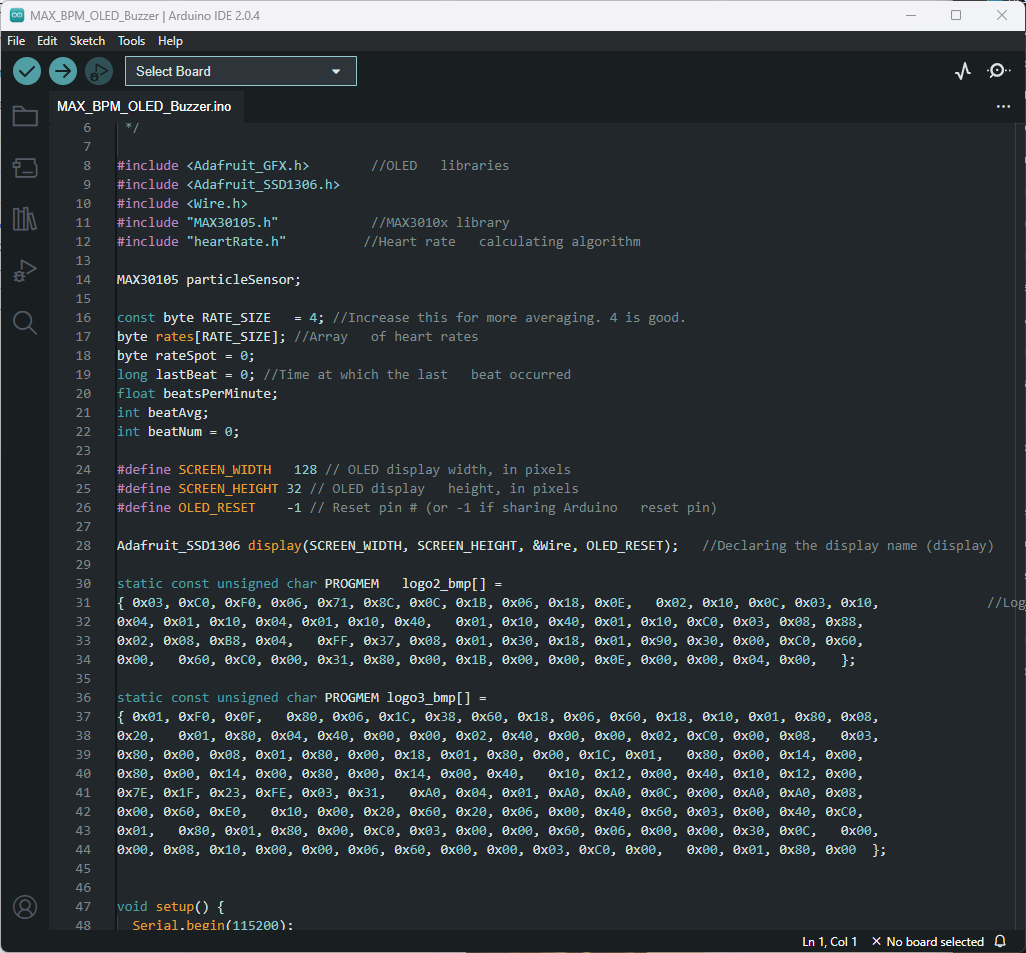 MAX_BPM_OLED_Buzzer | Arduino IDE 2.0.4
File Edit Sketch Tools Help
Select Board
MAX_BPM_OLED_Buzzer.ino
6 */
7
8 #include <Adafruit_GFX.h> //OLED libraries
9 #include <Adafruit_SSD1306.h>
10 #include <Wire.h>
11 #include "MAX30105.h" //MAX3010x library
12 #include "heartRate.h" //Heart rate calculating algorithm
13
14 MAX30105 particleSensor;
15
16 const byte RATE_SIZE = 4; //Increase this for more averaging. 4 is good.
17 byte rates[RATE_SIZE]; //Array of heart rates
18 byte rateSpot = 0;
19 long lastBeat = 0; //Time at which the last beat occurred
20 float beatsPerMinute;
21 int beatAvg;
22 int beatNum = 0;
23
24 #define SCREEN_WIDTH 128 // OLED display width, in pixels
25 #define SCREEN_HEIGHT 32 // OLED display height, in pixels
26 #define OLED_RESET -1 // Reset pin # (or -1 if sharing Arduino reset pin)
27
28 Adafruit_SSD1306 display(SCREEN_WIDTH, SCREEN_HEIGHT, &Wire, OLED_RESET); //Declaring the display name (display)
29
30 static const unsigned char PROGMEM logo2_bmp[] =
31 { 0x03, 0xC0, 0xF0, 0x06, 0x71, 0x8C, 0x0C, 0x1B, 0x06, 0x18, 0x0E, 0x02, 0x10, 0x0C, 0x03, 0x10, //Log
32 0x04, 0x01, 0x10, 0x04, 0x01, 0x10, 0x40, 0x01, 0x10, 0x40, 0x01, 0x10, 0xC0, 0x03, 0x08, 0x88,
33 0x02, 0x08, 0xB8, 0x04, 0xFF, 0x37, 0x08, 0x01, 0x30, 0x18, 0x01, 0x90, 0x30, 0x00, 0xC0, 0x60,
34 0x00, 0x60, 0xC0, 0x00, 0x31, 0x80, 0x00, 0x1B, 0x00, 0x00, 0x0E, 0x00, 0x00, 0x04, 0x00, };
35
36 static const unsigned char PROGMEM logo3_bmp[] =
37 { 0x01, 0xF0, 0x0F, 0x80, 0x06, 0x1C, 0x38, 0x60, 0x18, 0x06, 0x60, 0x18, 0x10, 0x01, 0x80, 0x08,
38 0x20, 0x01, 0x80, 0x04, 0x40, 0x00, 0x00, 0x02, 0x40, 0x00, 0x00, 0x02, 0xC0, 0x00, 0x08, 0x03,
39 0x80, 0x00, 0x08, 0x01, 0x80, 0x00, 0x18, 0x01, 0x80, 0x00, 0x1C, 0x01, 0x80, 0x00, 0x14, 0x00,
40 0x80, 0x00, 0x14, 0x00, 0x80, 0x00, 0x14, 0x00, 0x40, 0x10, 0x12, 0x00, 0x40, 0x10, 0x12, 0x00,
41 0x7E, 0x1F, 0x23, 0xFE, 0x03, 0x31, 0xA0, 0x04, 0x01, 0xA0, 0xA0, 0x0C, 0x00, 0xA0, 0xA0, 0x08,
42 0x00, 0x60, 0xE0, 0x10, 0x00, 0x20, 0x60, 0x20, 0x06, 0x00, 0x40, 0x60, 0x03, 0x00, 0x40, 0xC0,
43 0x01, 0x80, 0x01, 0x80, 0x00, 0xC0, 0x03, 0x00, 0x00, 0x60, 0x06, 0x00, 0x00, 0x30, 0x0C, 0x00,
44 0x00, 0x08, 0x10, 0x00, 0x00, 0x06, 0x60, 0x00, 0x00, 0x03, 0xC0, 0x00, 0x00, 0x01, 0x80, 0x00 };
45
46
47 void setup() {
48 Serial.begin(115200);
Ln 1, Col 1 × No board selected